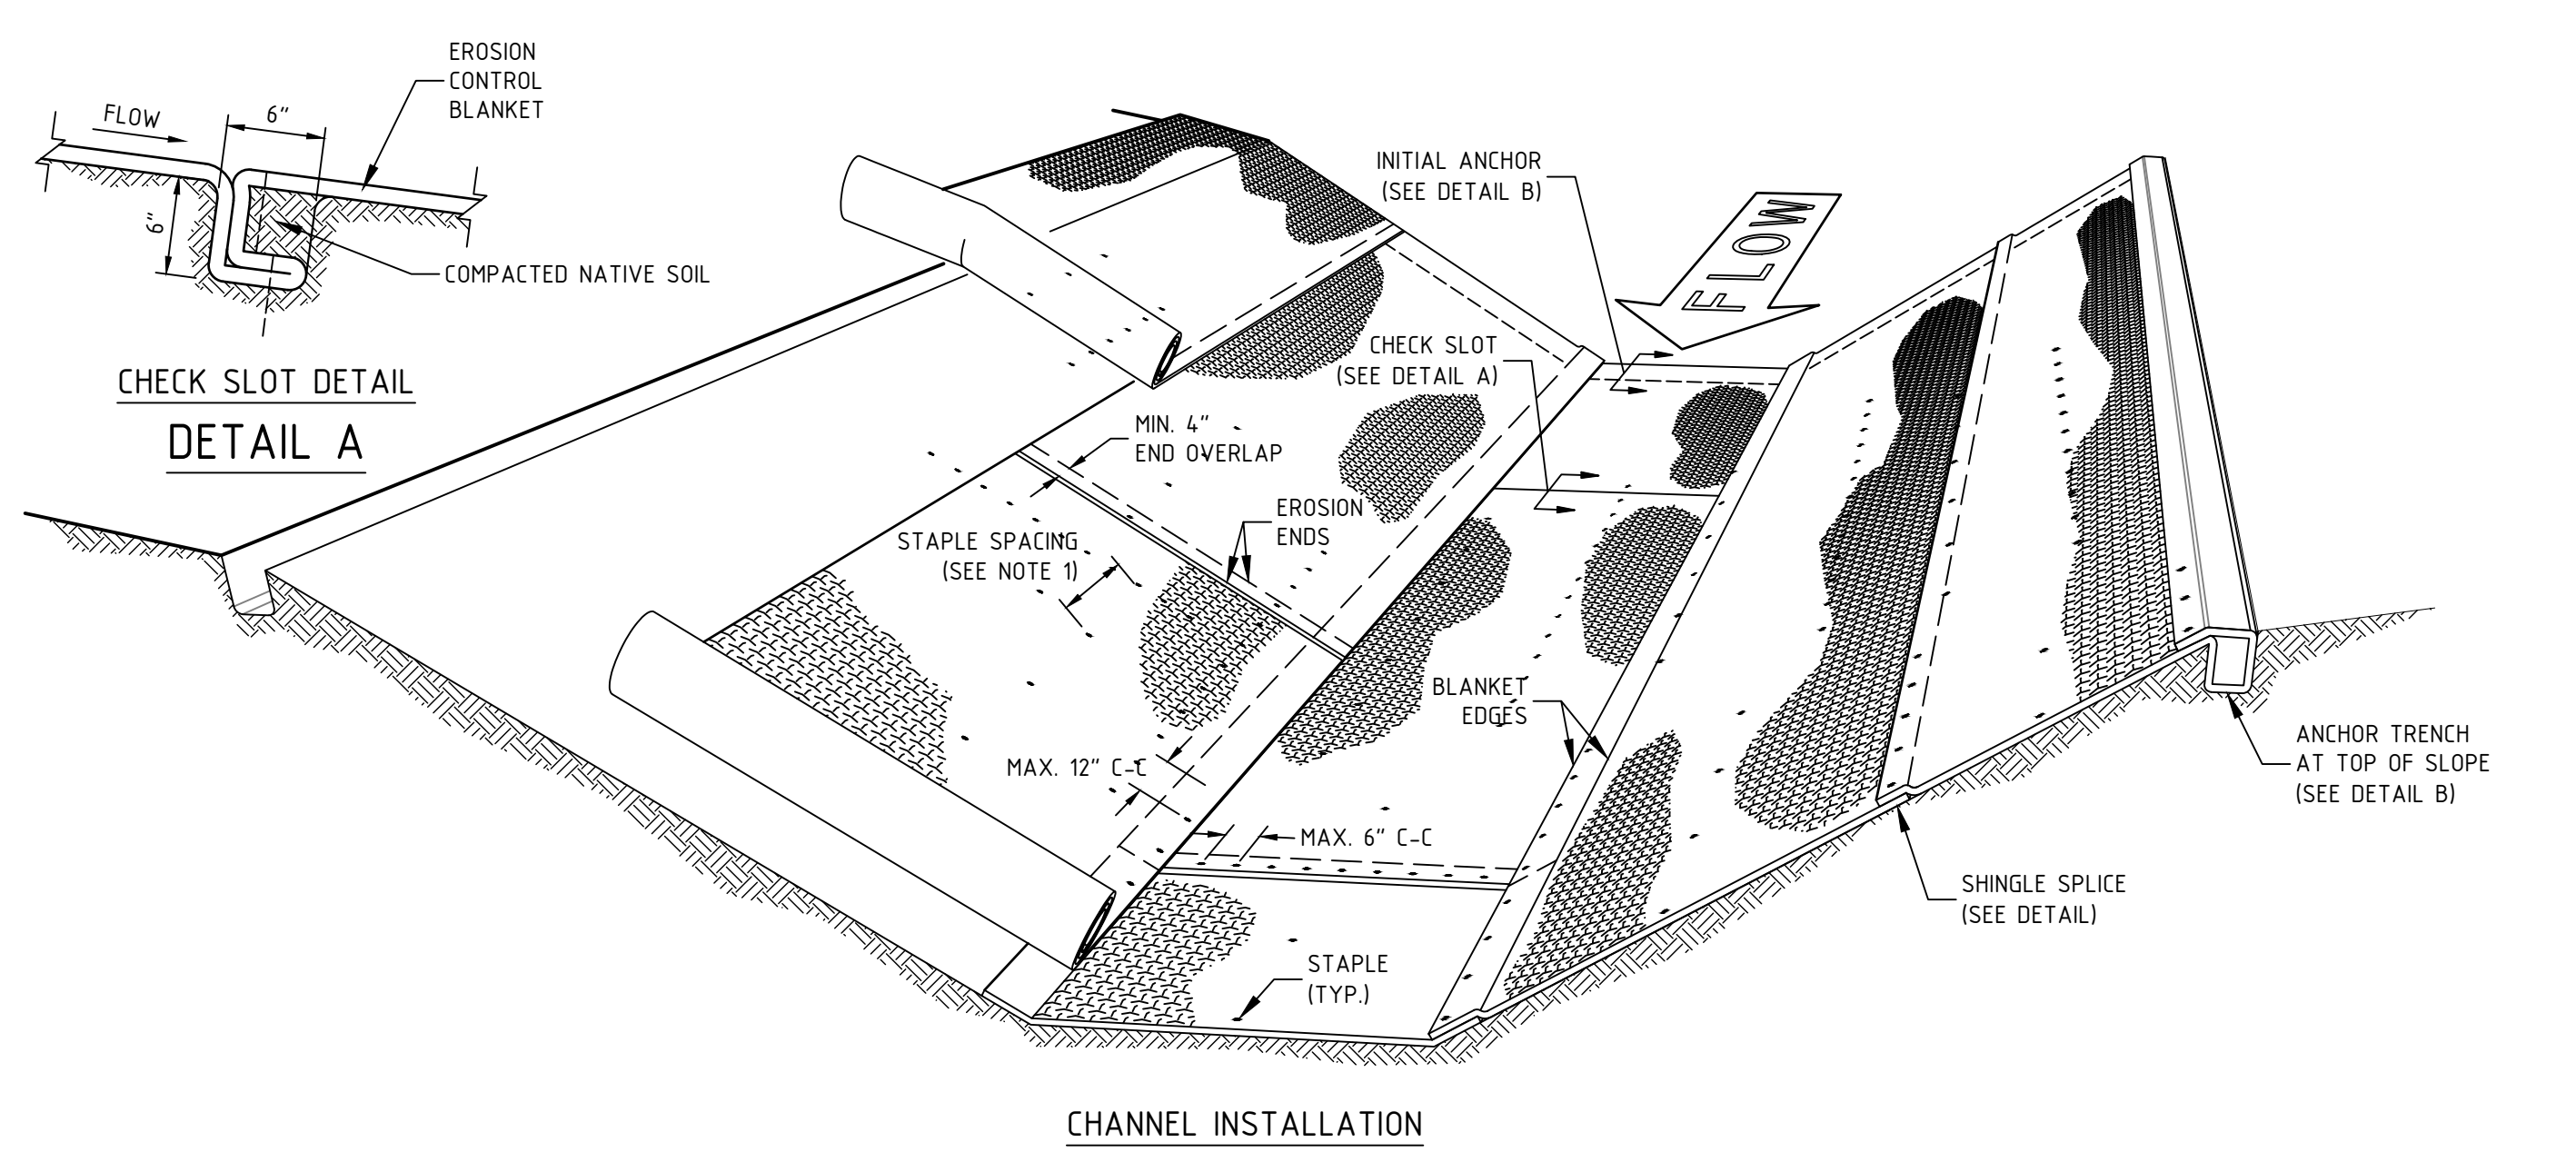 EROSION
CONTROL
BLANKET
FLOW
6"
6"
COMPACTED NATIVE SOIL
CHECK SLOT DETAIL
DETAIL A
INITIAL ANCHOR
(SEE DETAIL B)
FLOW
CHECK SLOT
(SEE DETAIL A)
MIN. 4"
END OVERLAP
EROSION
ENDS
STAPLE SPACING
(SEE NOTE 1)
BLANKET
EDGES
MAX. 12" C-C
MAX. 6" C-C
ANCHOR TRENCH
AT TOP OF SLOPE
(SEE DETAIL B)
SHINGLE SPLICE
(SEE DETAIL)
STAPLE
(TYP.)
CHANNEL INSTALLATION